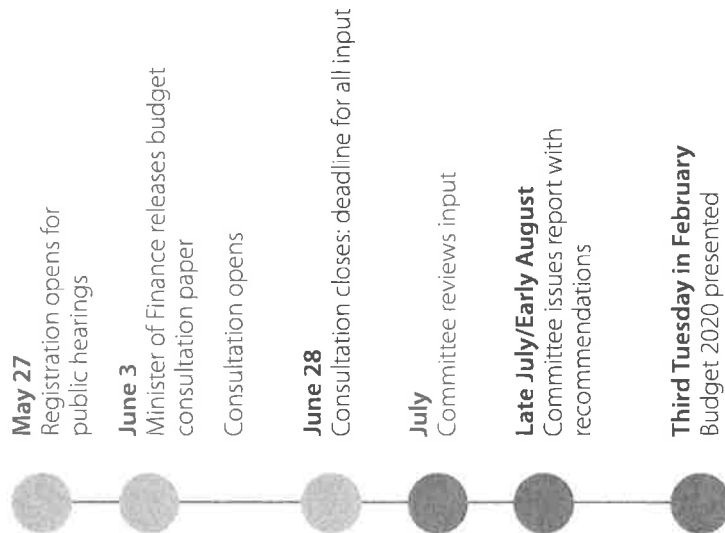 May 27
Registration opens for
public hearings
June 3
Minister of Finance releases budget
consultation paper
Consultation opens
June 28
Consultation closes: deadline for all input
July
Committee reviews input
Late July/Early August
Committee issues report with
recommendations
Third Tuesday in February
Budget 2020 presented